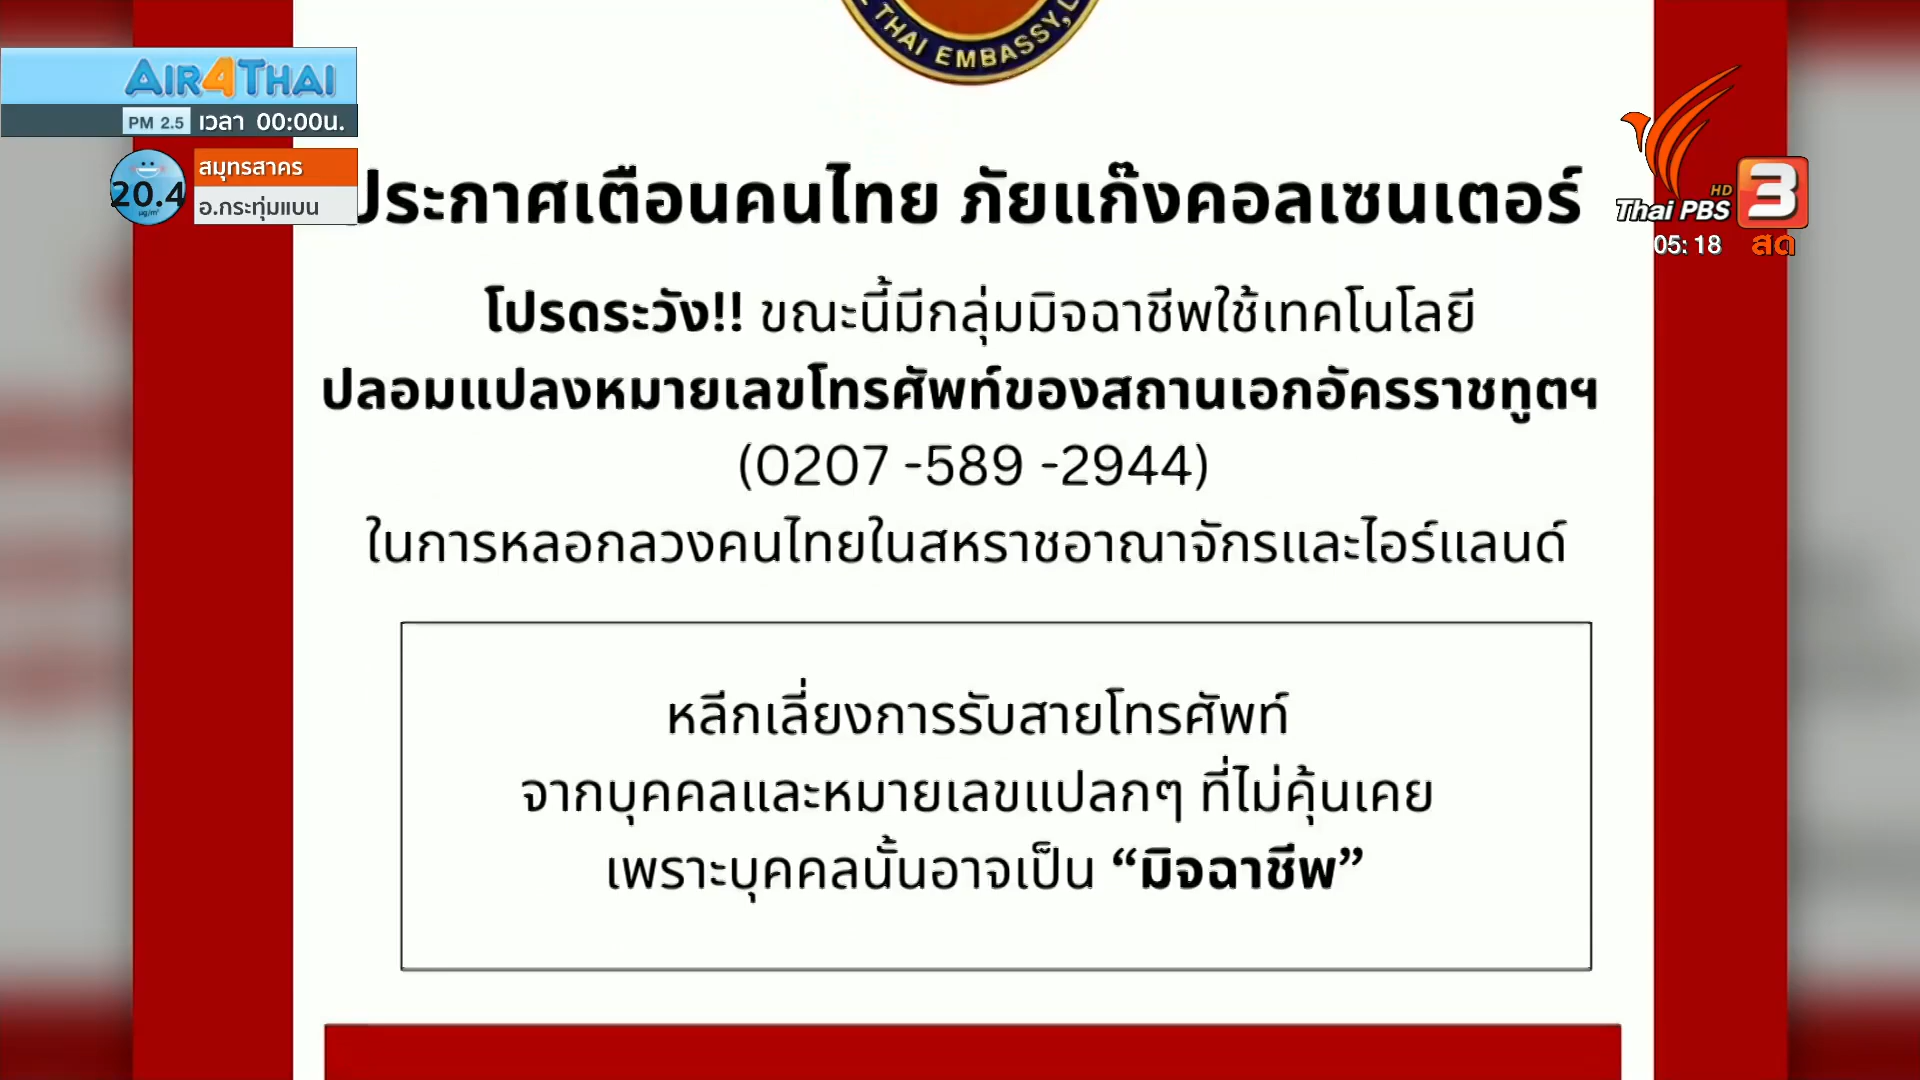 THAI EMBASSY, L
AIR4THAI
PM 2.5 เวลา 00:00น.
20.4
µg/m³
สมุทรสาคร
อ.กระทุ่มแบน
HD
Thai PBS 3
05: 18 สด
ประกาศเตือนคนไทย ภัยแก๊งคอลเซนเตอร์
โปรดระวัง!! ขณะนี้มีกลุ่มมิจฉาชีพใช้เทคโนโลยี
ปลอมแปลงหมายเลขโทรศัพท์ของสถานเอกอัครราชทูตฯ
(0207 -589 -2944)
ในการหลอกลวงคนไทยในสหราชอาณาจักรและไอร์แลนด์
หลีกเลี่ยงการรับสายโทรศัพท์
จากบุคคลและหมายเลขแปลกๆ ที่ไม่คุ้นเคย
เพราะบุคคลนั้นอาจเป็น “มิจฉาชีพ”